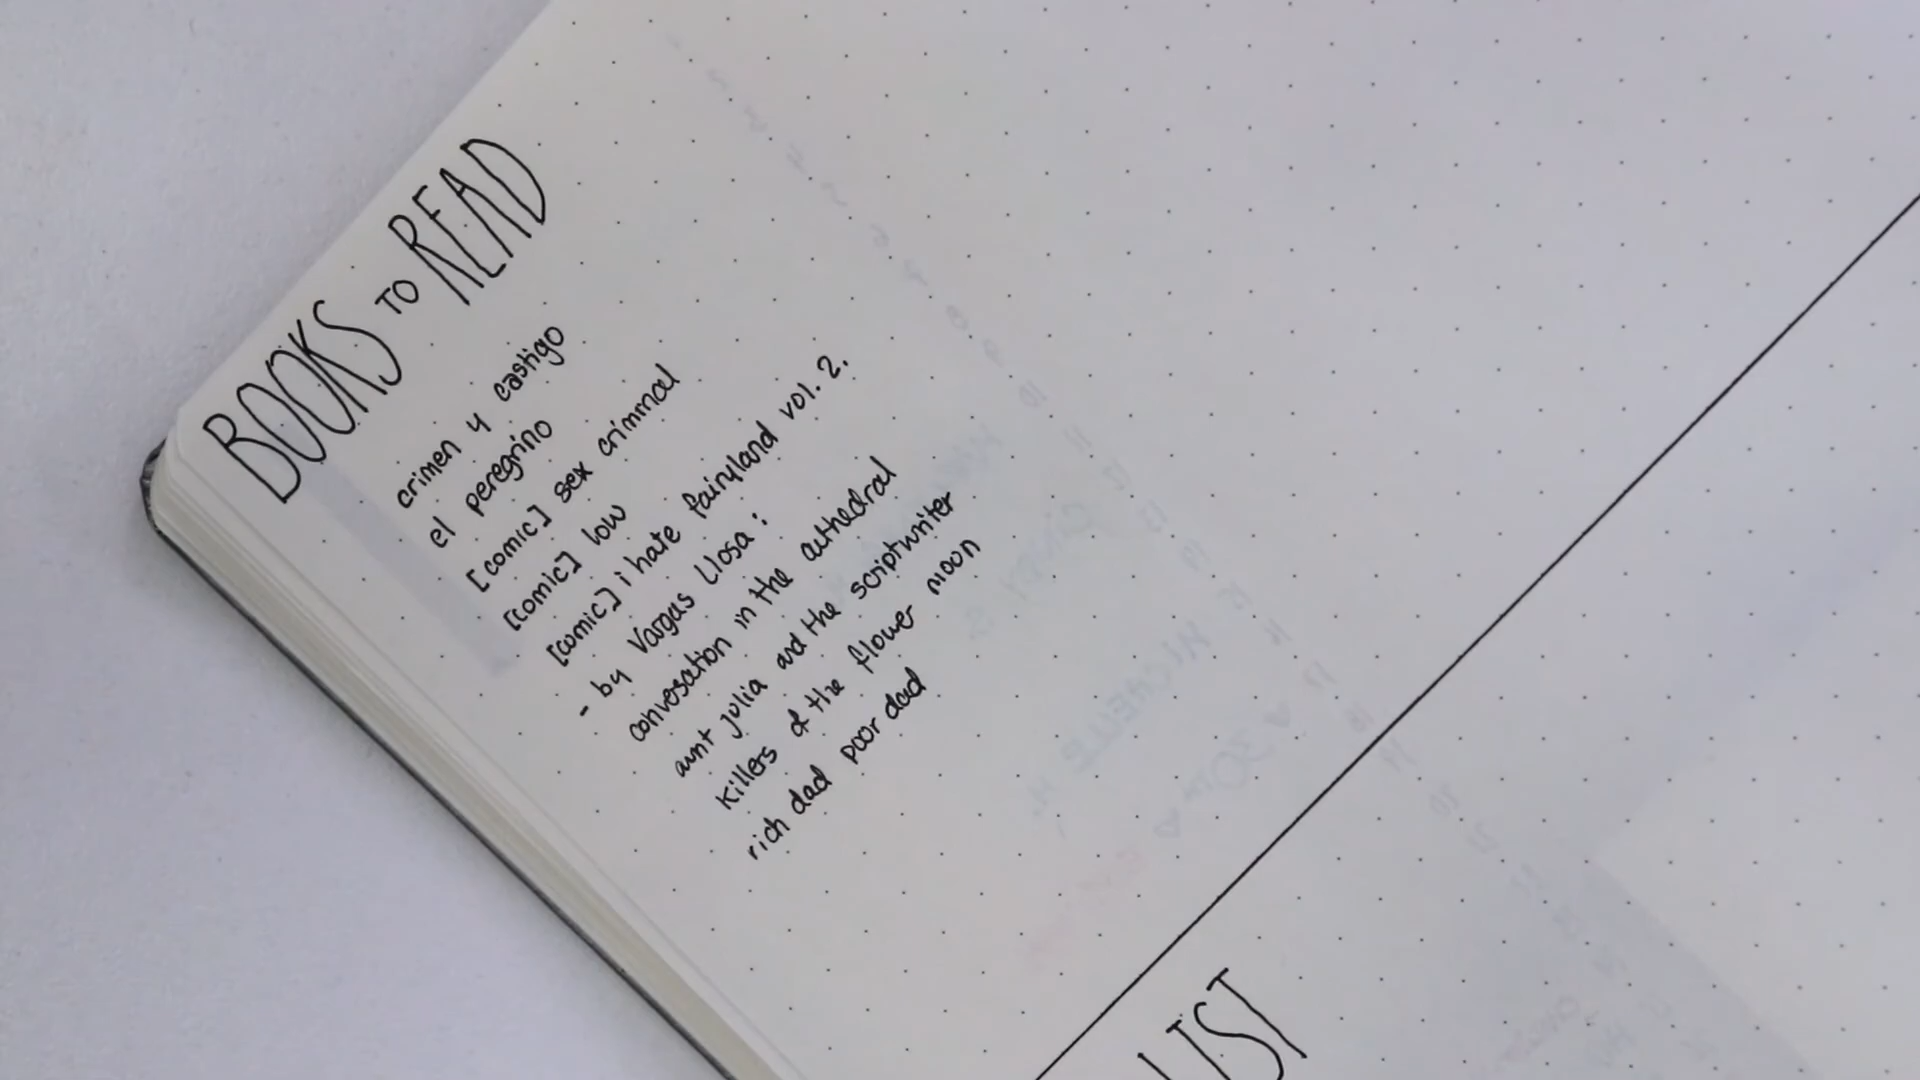 BOOKS TO READ
crimen y castigo
el peregrino
[comic] sex criminal
[comic] low
[comic] i hate fairyland vol. 2.
- by Vargas Llosa:
conversation in the cathedral
aunt julia and the scriptwriter
killers of the flower moon
rich dad poor dad
LIST